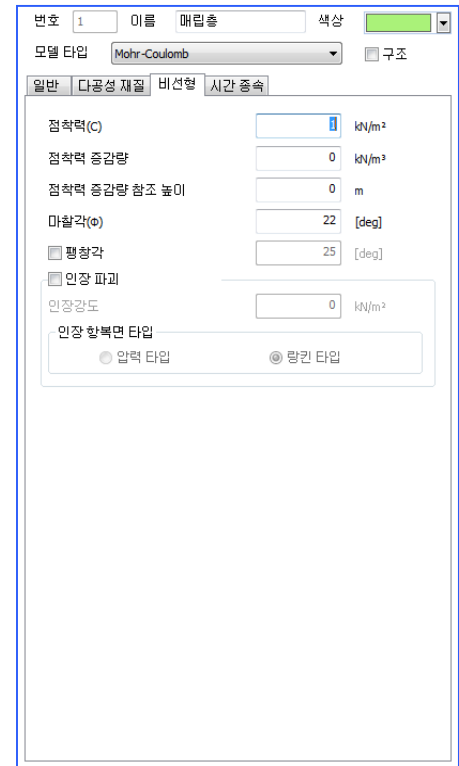 번호 1 이름 매립층 색상
모델 타입 Mohr-Coulomb 구조
일반 다공성 재질 비선형 시간 종속
점착력(C) 1 kN/m²
점착력 증감량 0 kN/m³
점착력 증감량 참조 높이 0 m
마찰각(Φ) 22 [deg]
팽창각 25 [deg]
인장 파괴
인장강도 0 kN/m²
인장 항복면 타입
압력 타입 랑킨 타입